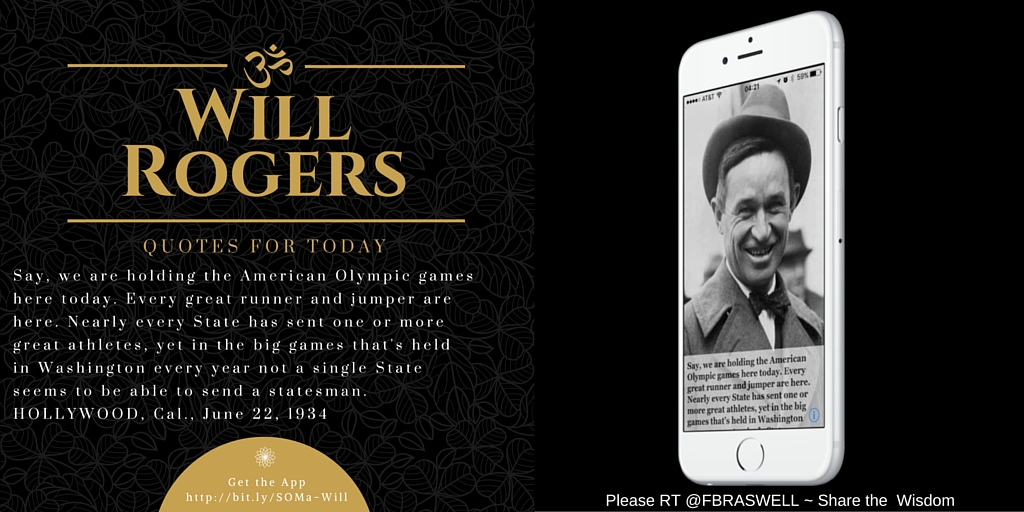 ॐ
WILL
ROGERS
QUOTES FOR TODAY
Say, we are holding the American Olympic games
here today. Every great runner and jumper are
here. Nearly every State has sent one or more
great athletes, yet in the big games that's held
in Washington every year not a single State
seems to be able to send a statesman.
HOLLYWOOD, Cal., June 22, 1934
Get the App
http://bit.ly/SOMa-Will
AT&T 04:21 59%
Say, we are holding the American
Olympic games here today. Every
great runner and jumper are here.
Nearly every State has sent one or
more great athletes, yet in the big
games that's held in Washington
i
Please RT @FBRASWELL ~ Share the Wisdom